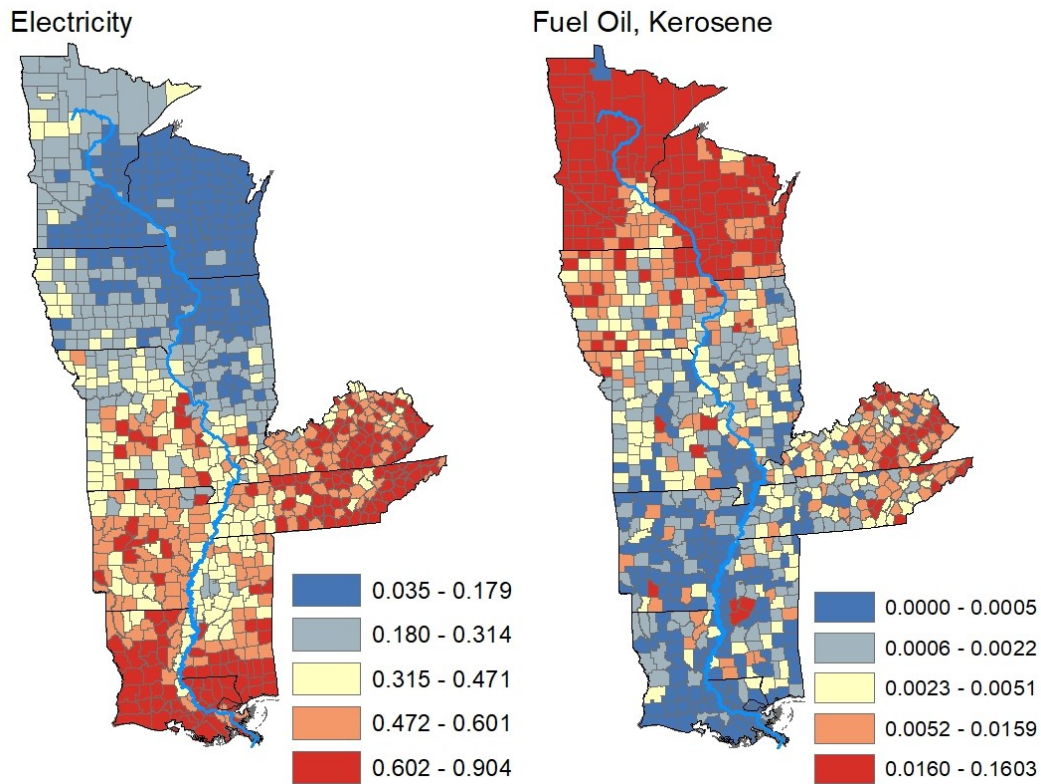 Electricity
Fuel Oil, Kerosene
0.035 - 0.179
0.180 - 0.314
0.315 - 0.471
0.472 - 0.601
0.602 - 0.904
0.0000 - 0.0005
0.0006 - 0.0022
0.0023 - 0.0051
0.0052 - 0.0159
0.0160 - 0.1603